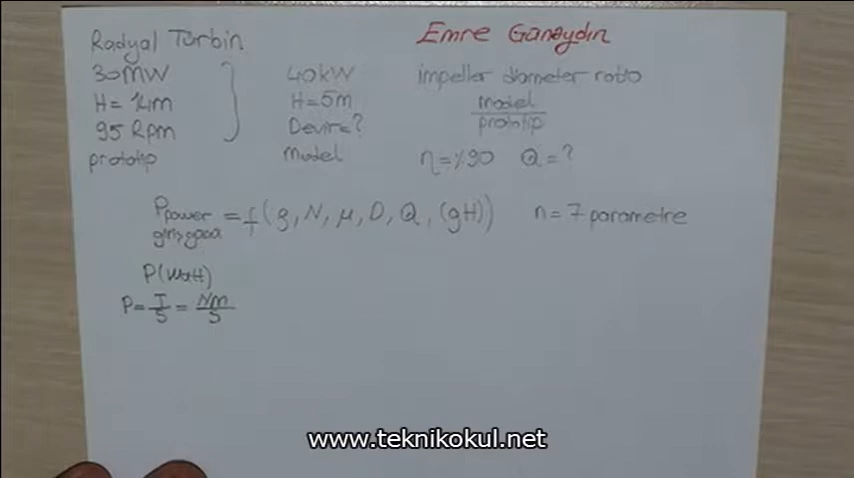 Radyal Türbin
Emre Günaydın
30MW
40kW
impeller diameter ratio
H= 14m
H=5m
model
prototip
95 Rpm
Devir=?
prototip
Model
η=%90 Q=?
Ppower = f(ρ, N, μ, D, Q, (gH)) n=7 parametre
P(watt)
P= J/S = Nm/S
www.teknikokul.net